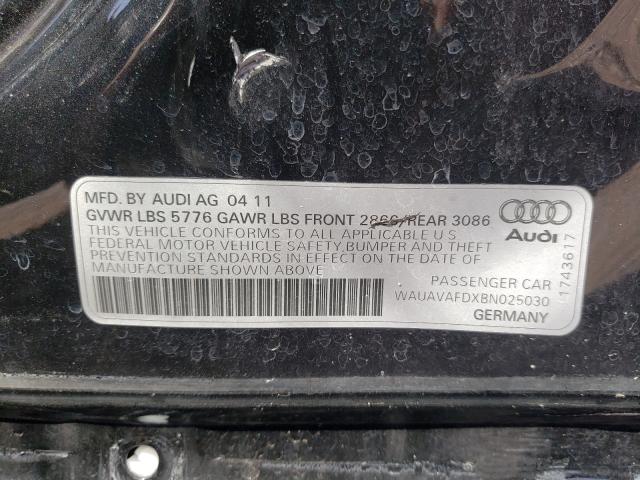 MFD. BY AUDI AG 04 11
GVWR LBS 5776 GAWR LBS FRONT 2866 REAR 3086
THIS VEHICLE CONFORMS TO ALL APPLICABLE U S
FEDERAL MOTOR VEHICLE SAFETY, BUMPER AND THEFT
PREVENTION STANDARDS IN EFFECT ON THE DATE OF
MANUFACTURE SHOWN ABOVE
PASSENGER CAR
WAUAVAFDXBN025030
GERMANY
Audi
1743617